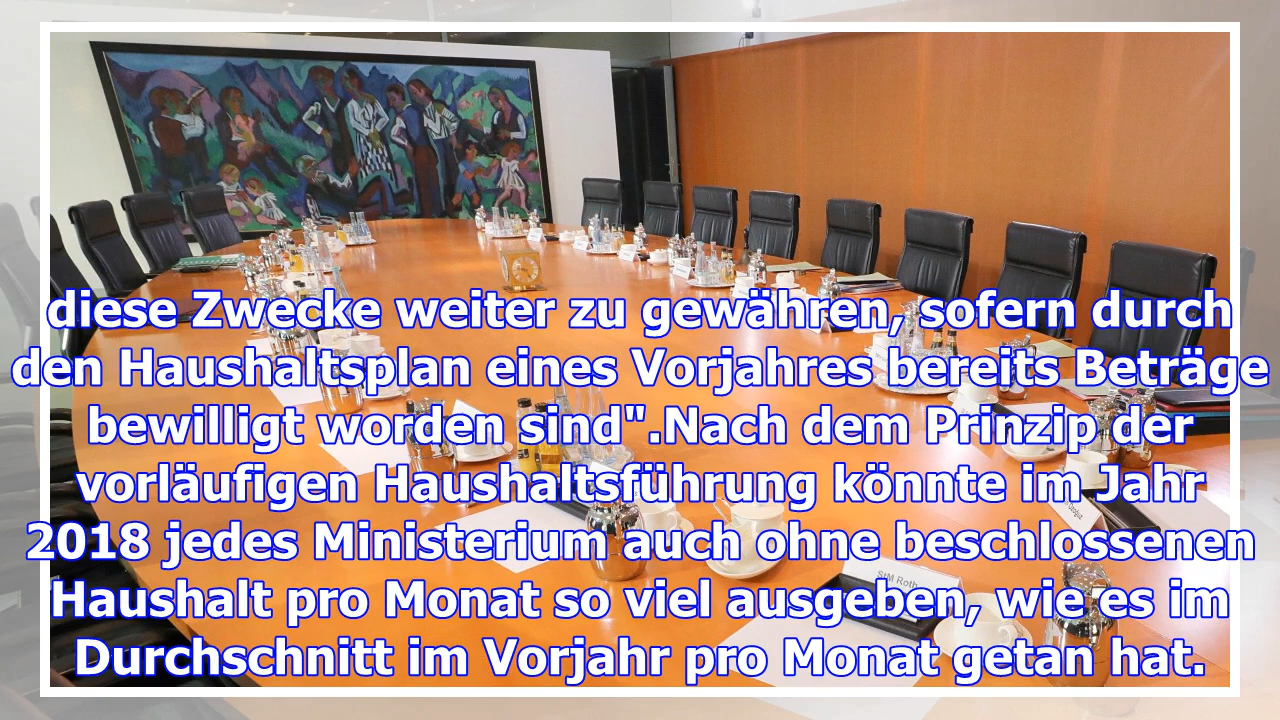 diese Zwecke weiter zu gewähren, sofern durch
den Haushaltsplan eines Vorjahres bereits Beträge
bewilligt worden sind".Nach dem Prinzip der
vorläufigen Haushaltsführung könnte im Jahr
2018 jedes Ministerium auch ohne beschlossenen
Haushalt pro Monat so viel ausgeben, wie es im
Durchschnitt im Vorjahr pro Monat getan hat.
StM Roth